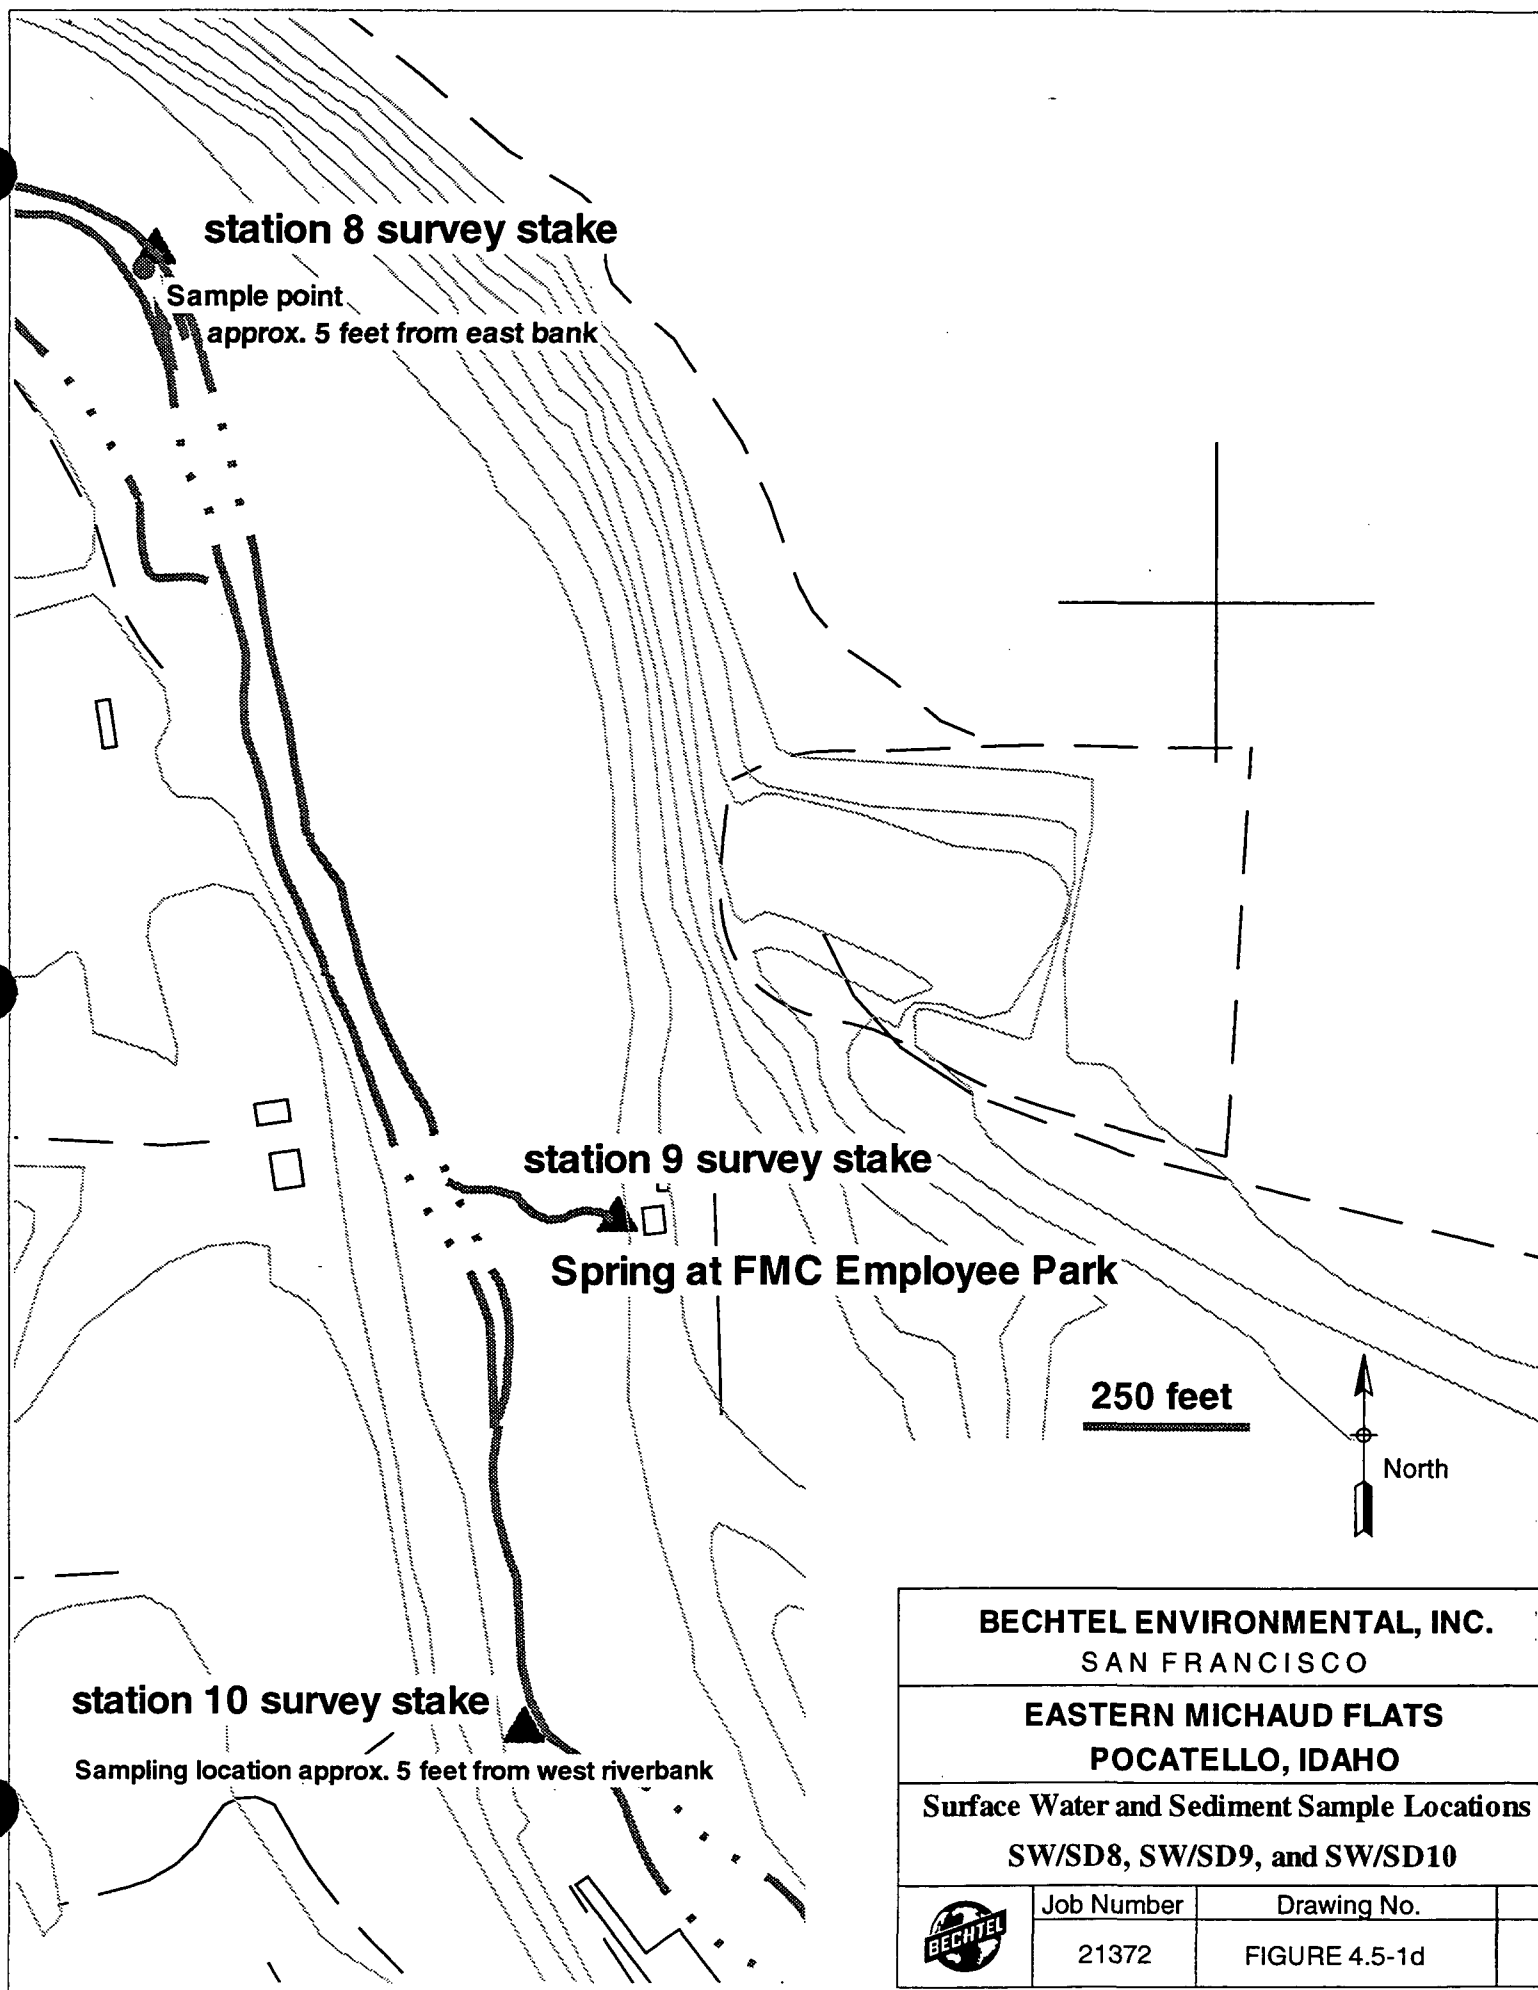 station 8 survey stake
Sample point
approx. 5 feet from east bank
station 9 survey stake
Spring at FMC Employee Park
250 feet
North
station 10 survey stake
Sampling location approx. 5 feet from west riverbank
BECHTEL ENVIRONMENTAL, INC.
SAN FRANCISCO
EASTERN MICHAUD FLATS
POCATELLO, IDAHO
Surface Water and Sediment Sample Locations
SW/SD8, SW/SD9, and SW/SD10
BECHTEL
Job Number
Drawing No.
21372
FIGURE 4.5-1d